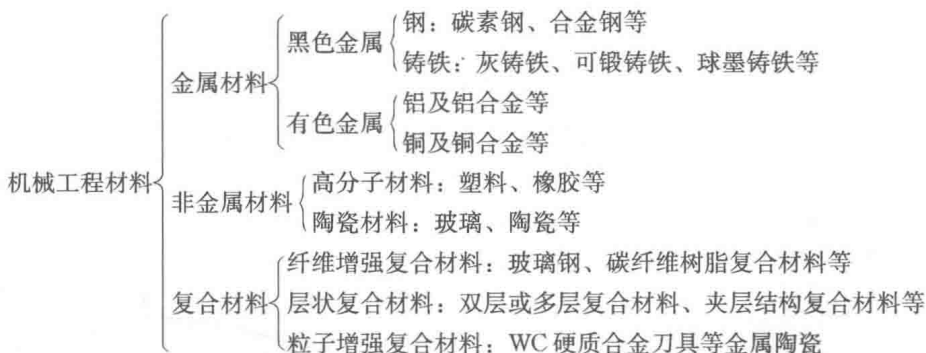 钢：碳素钢、合金钢等
黑色金属
铸铁：灰铸铁、可锻铸铁、球墨铸铁等
金属材料
铝及铝合金等
有色金属
铜及铜合金等
机械工程材料
高分子材料：塑料、橡胶等
非金属材料
陶瓷材料：玻璃、陶瓷等
纤维增强复合材料：玻璃钢、碳纤维树脂复合材料等
复合材料
层状复合材料：双层或多层复合材料、夹层结构复合材料等
粒子增强复合材料：WC 硬质合金刀具等金属陶瓷